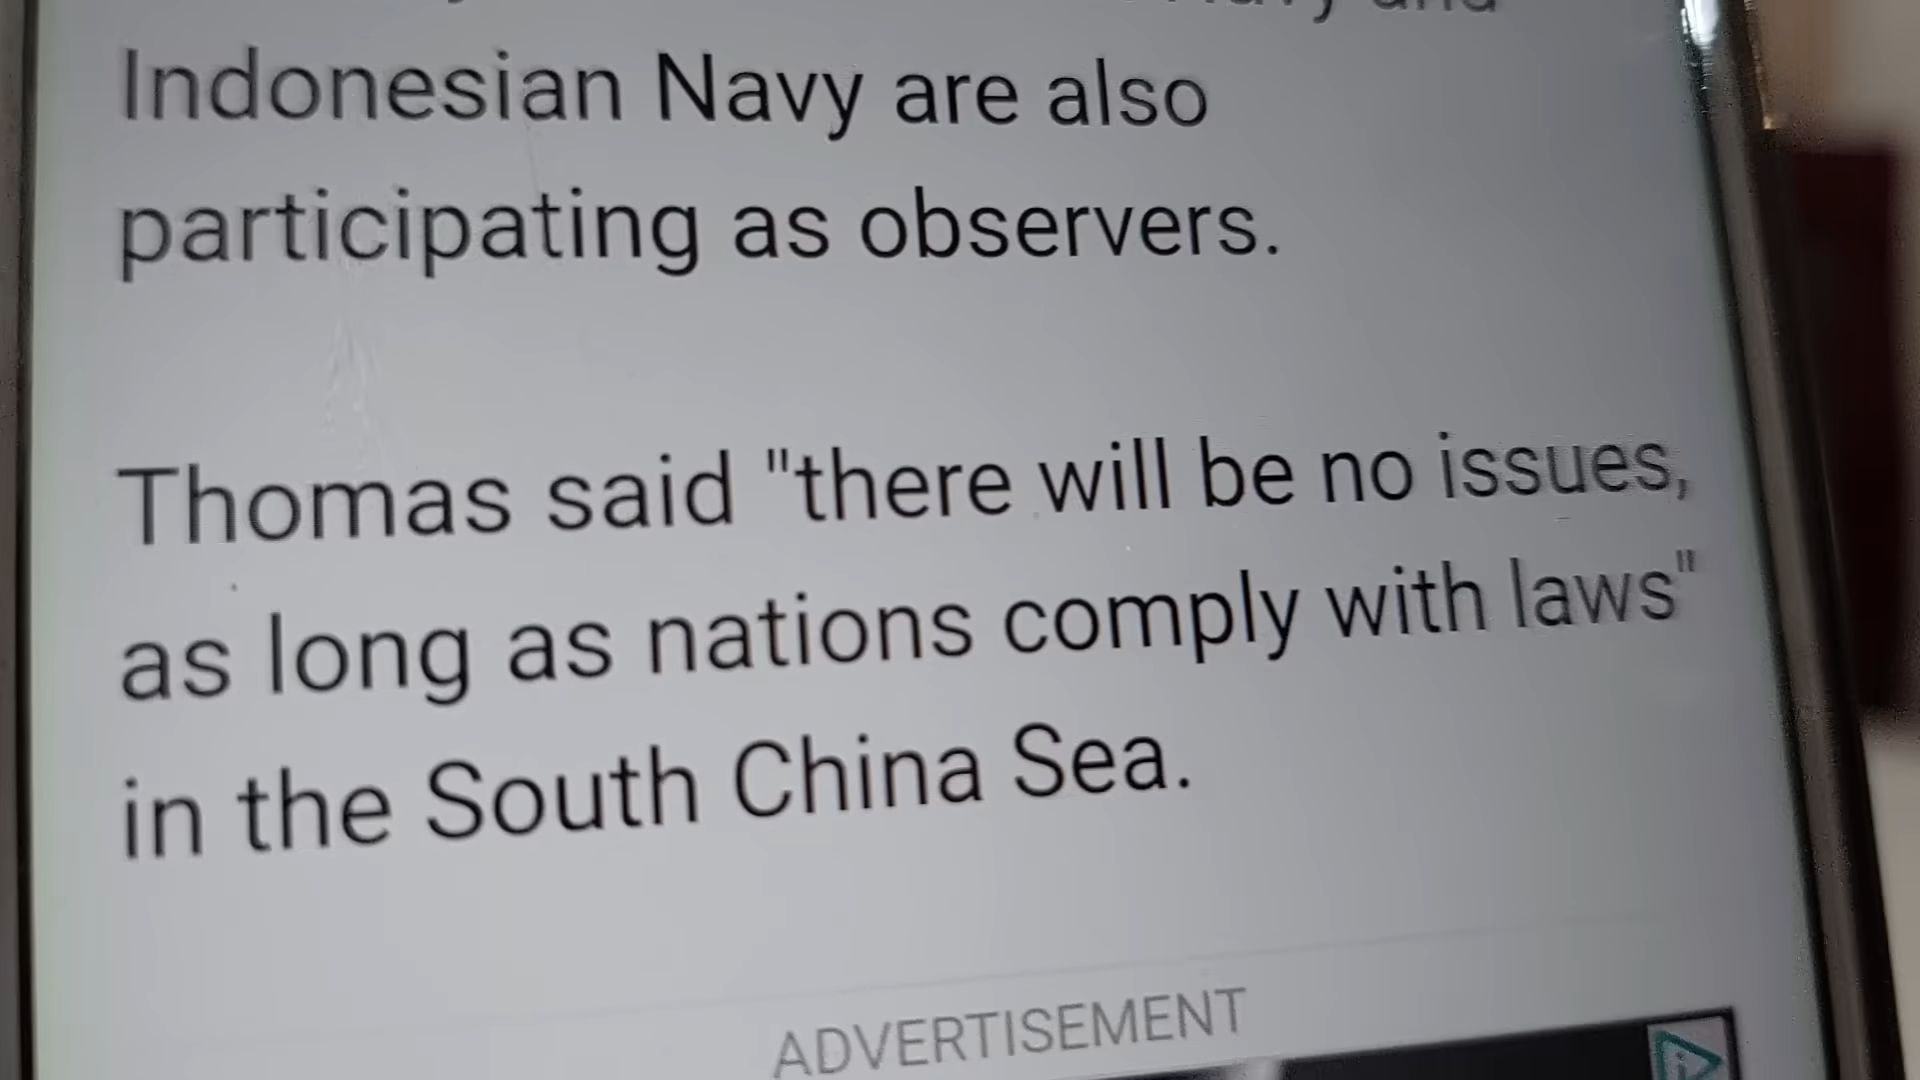 and
Indonesian Navy are also
participating as observers.
Thomas said "there will be no issues,
as long as nations comply with laws"
in the South China Sea.
ADVERTISEMENT